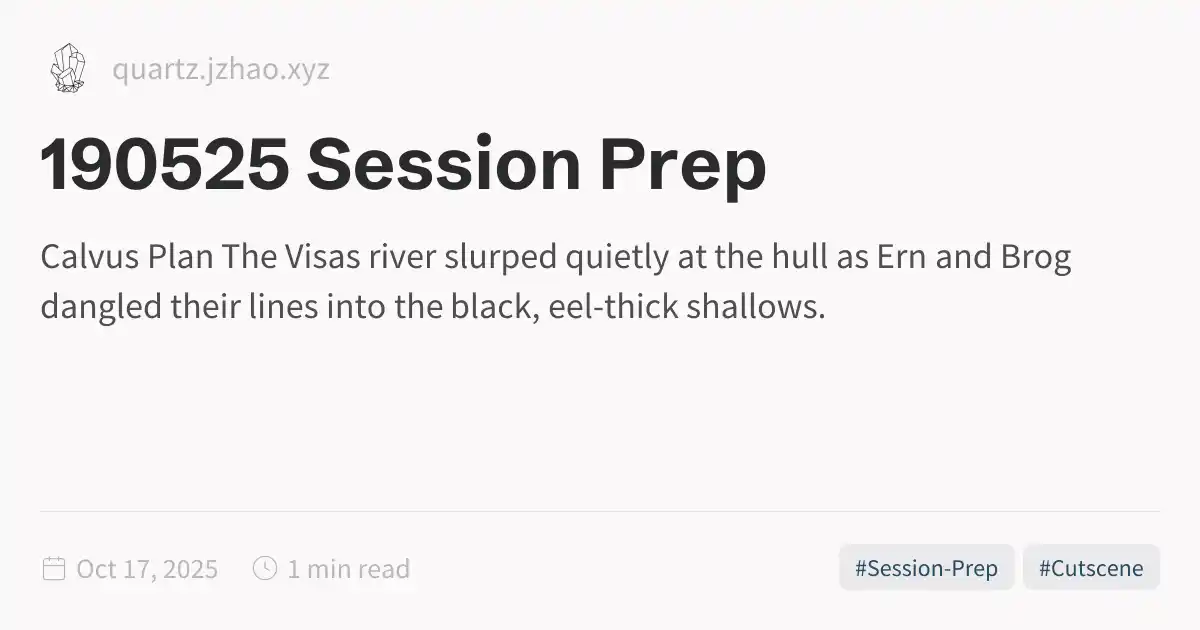 quartz.jzhao.xyz
190525 Session Prep
Calvus Plan The Visas river slurped quietly at the hull as Ern and Brog
dangled their lines into the black, eel-thick shallows.
Oct 17, 2025 1 min read #Session-Prep #Cutscene